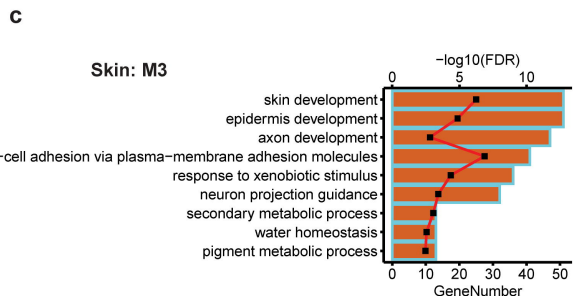 c
Skin: M3
−log10(FDR)
0 5 10
skin development
epidermis development
axon development
−cell adhesion via plasma−membrane adhesion molecules
response to xenobiotic stimulus
neuron projection guidance
secondary metabolic process
water homeostasis
pigment metabolic process
0 10 20 30 40 50
GeneNumber